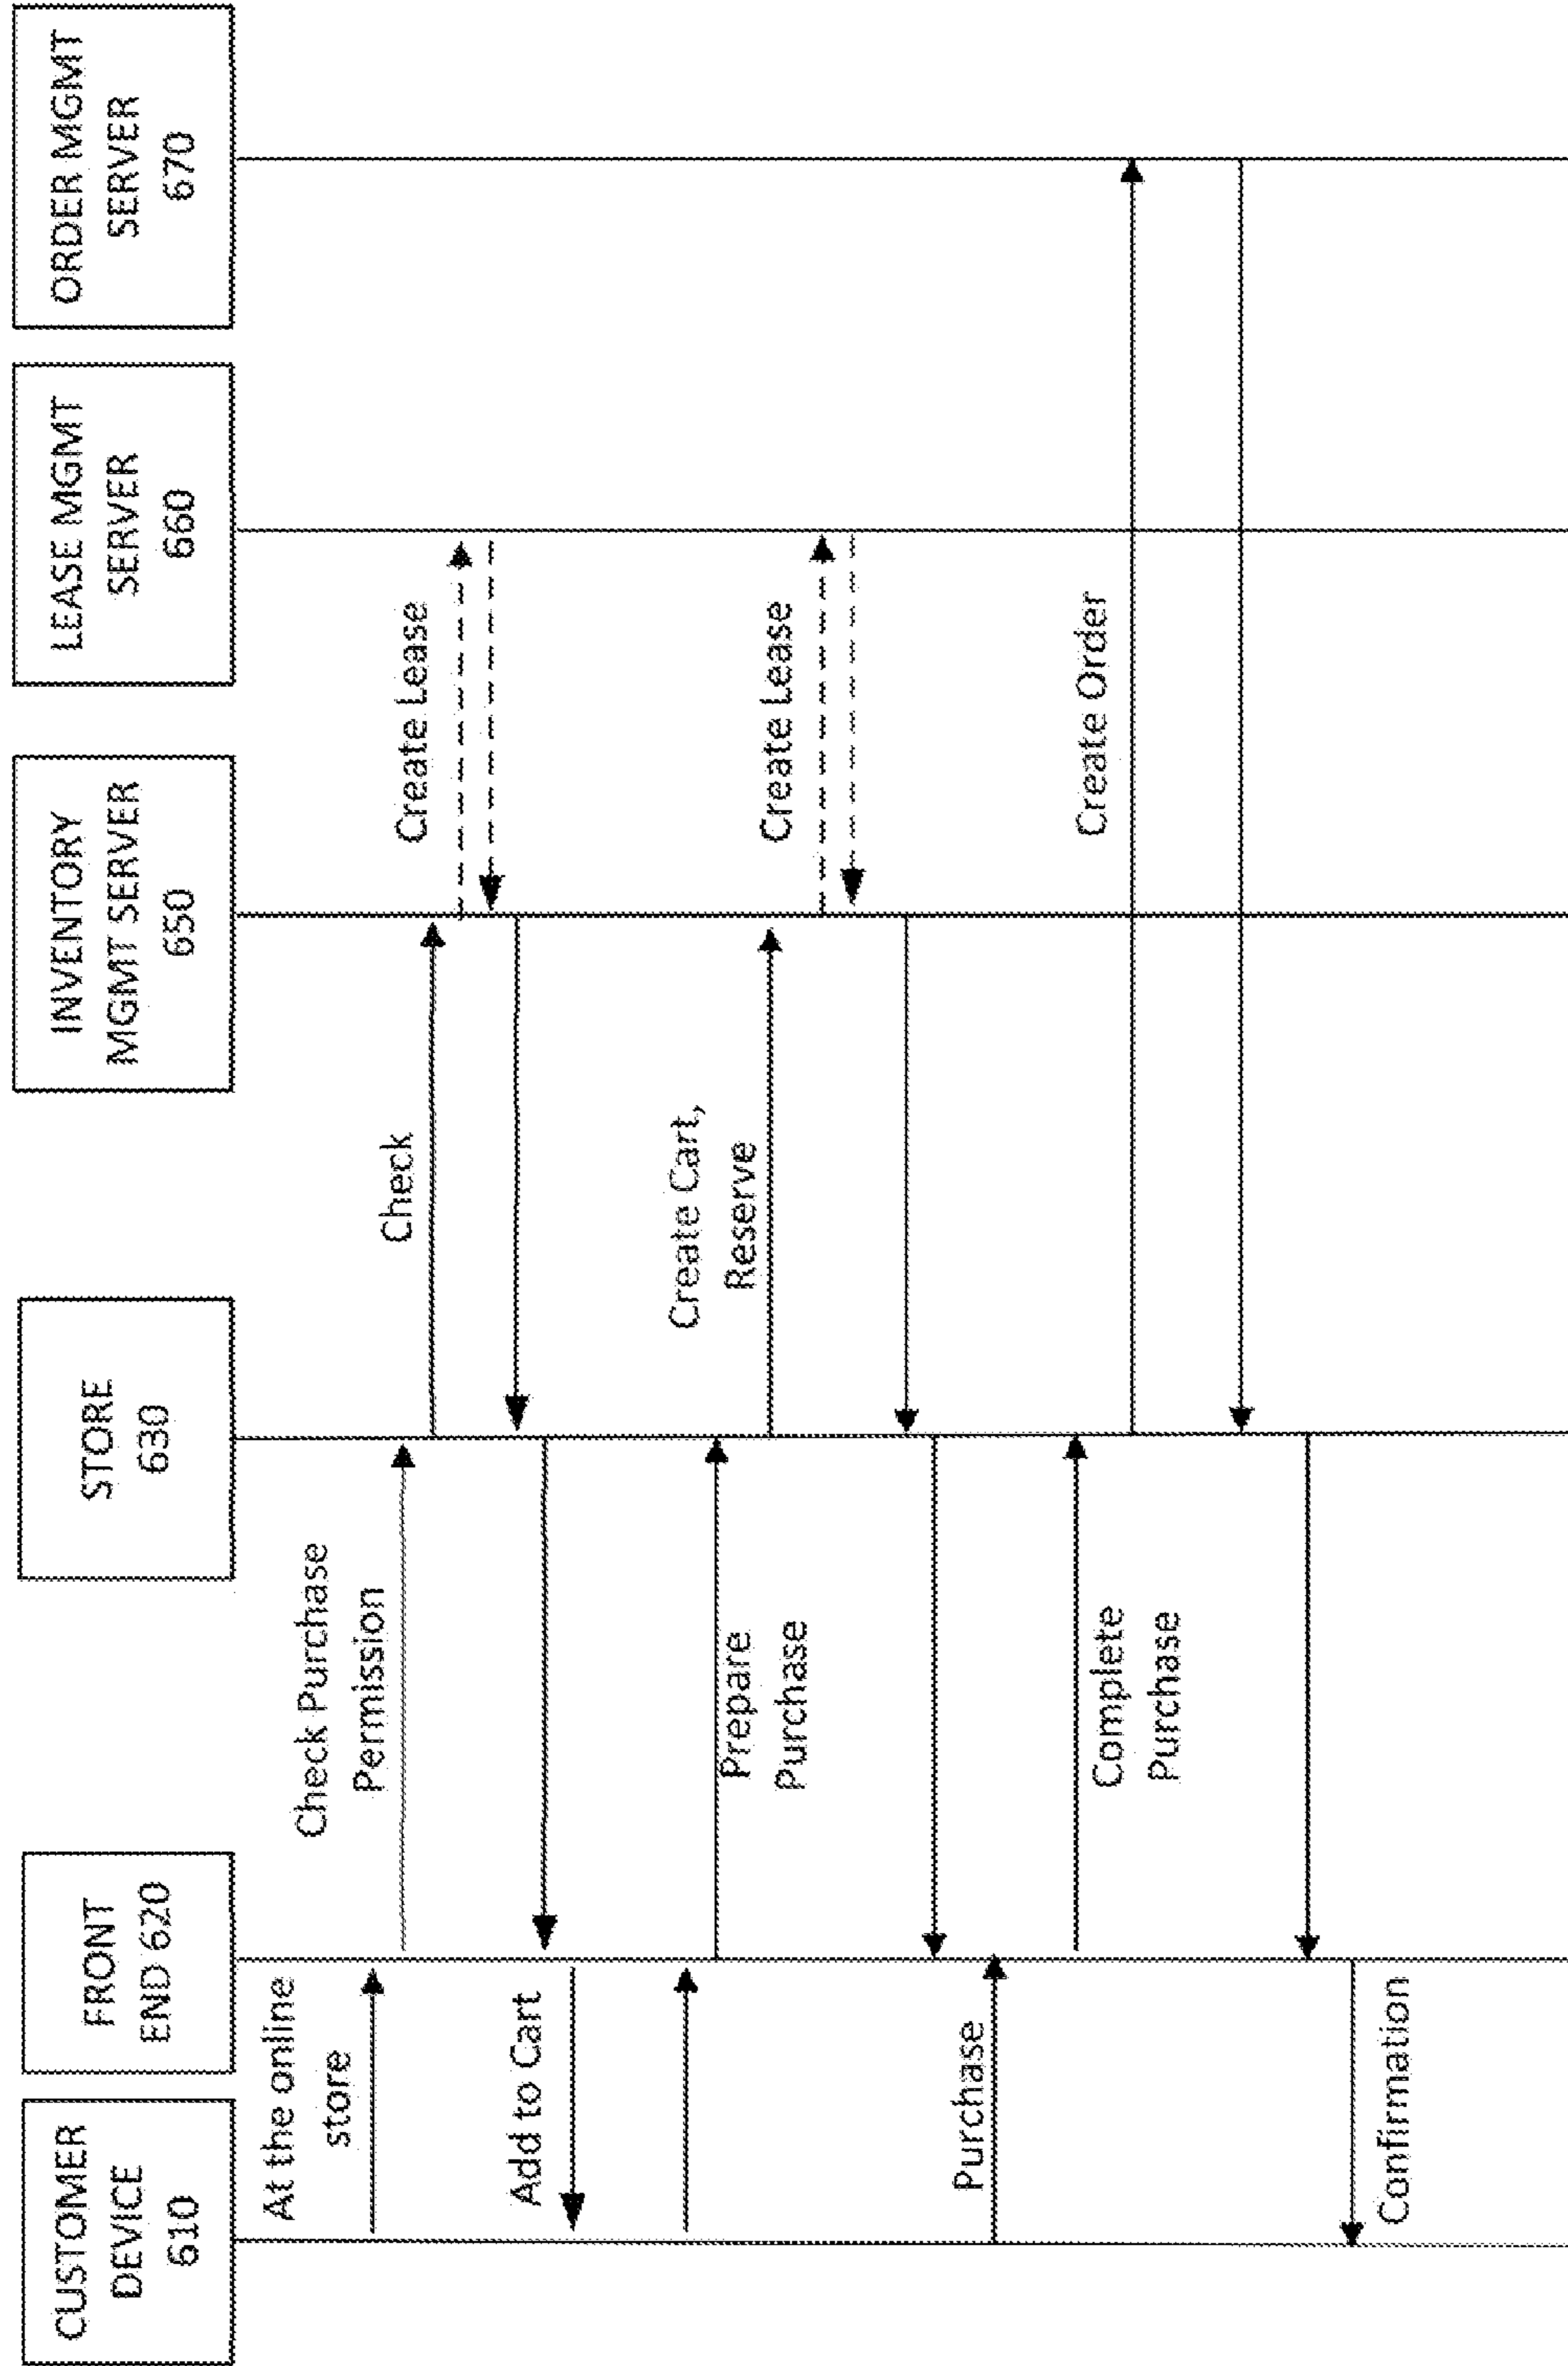 CUSTOMER
DEVICE
610
FRONT
END 620
STORE
630
INVENTORY
MGMT SERVER
650
LEASE MGMT
SERVER
660
ORDER MGMT
SERVER
670
At the online
store
Check Purchase
Permission
Check
Create Lease
Add to Cart
Prepare
Purchase
Create Cart,
Reserve
Create Lease
Purchase
Complete
Purchase
Create Order
Confirmation